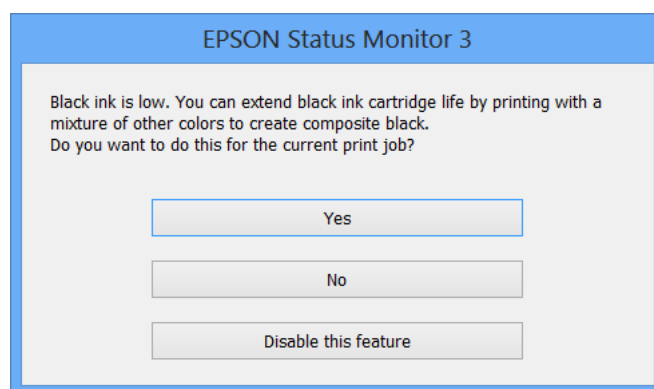 EPSON Status Monitor 3
Black ink is low. You can extend black ink cartridge life by printing with a
mixture of other colors to create composite black.
Do you want to do this for the current print job?
Yes
No
Disable this feature